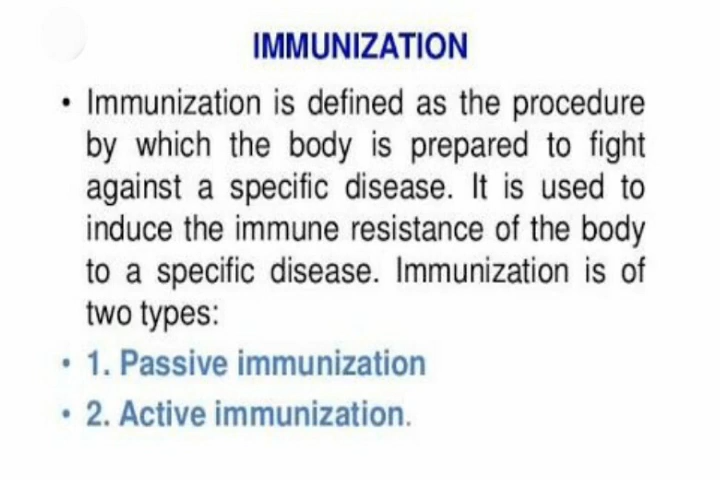 IMMUNIZATION
• Immunization is defined as the procedure
by which the body is prepared to fight
against a specific disease. It is used to
induce the immune resistance of the body
to a specific disease. Immunization is of
two types:
• 1. Passive immunization
• 2. Active immunization.